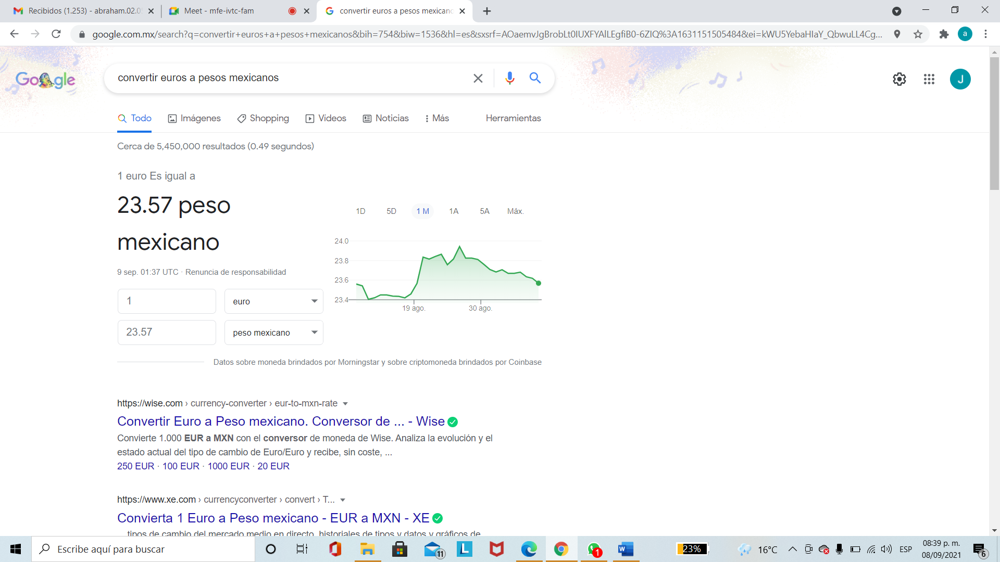 Recibidos (1.253) - abraham.02.0
Meet - mfe-ivtc-fam
convertir euros a pesos mexicano
google.com.mx/search?q=convertir+euros+a+pesos+mexicanos&bih=754&biw=1536&hl=es&sxsrf=AOaemvJgBrobLt0IUXFYAlLEgfiB0-6ZIQ%3A1631151505484&ei=kWU5YebaHIaY_QbwuLL4Cg...
a
Google
convertir euros a pesos mexicanos
J
Todo
Imágenes
Shopping
Vídeos
Noticias
Más
Herramientas
Cerca de 5,450,000 resultados (0.49 segundos)
1 euro Es igual a
23.57 peso
mexicano
9 sep. 01:37 UTC · Renuncia de responsabilidad
1
euro
23.57
peso mexicano
1D 5D 1 M 1A 5A Máx.
24.0
23.8
23.6
23.4
19 ago. 30 ago.
Datos sobre moneda brindados por Morningstar y sobre criptomoneda brindados por Coinbase
https://wise.com › currency-converter › eur-to-mxn-rate
Convertir Euro a Peso mexicano. Conversor de ... - Wise
Convierte 1.000 EUR a MXN con el conversor de moneda de Wise. Analiza la evolución y el
estado actual del tipo de cambio de Euro/Euro y recibe, sin coste, ...
250 EUR · 100 EUR · 1000 EUR · 20 EUR
https://www.xe.com › currencyconverter › convert › T...
Convierta 1 Euro a Peso mexicano - EUR a MXN - XE
tipos de cambio del mercado medio en directo, historiales de tipos y datos y gráficos de
Escribe aquí para buscar
11
L
1
W
23%
16°C
ESP
08:39 p. m.
08/09/2021
6